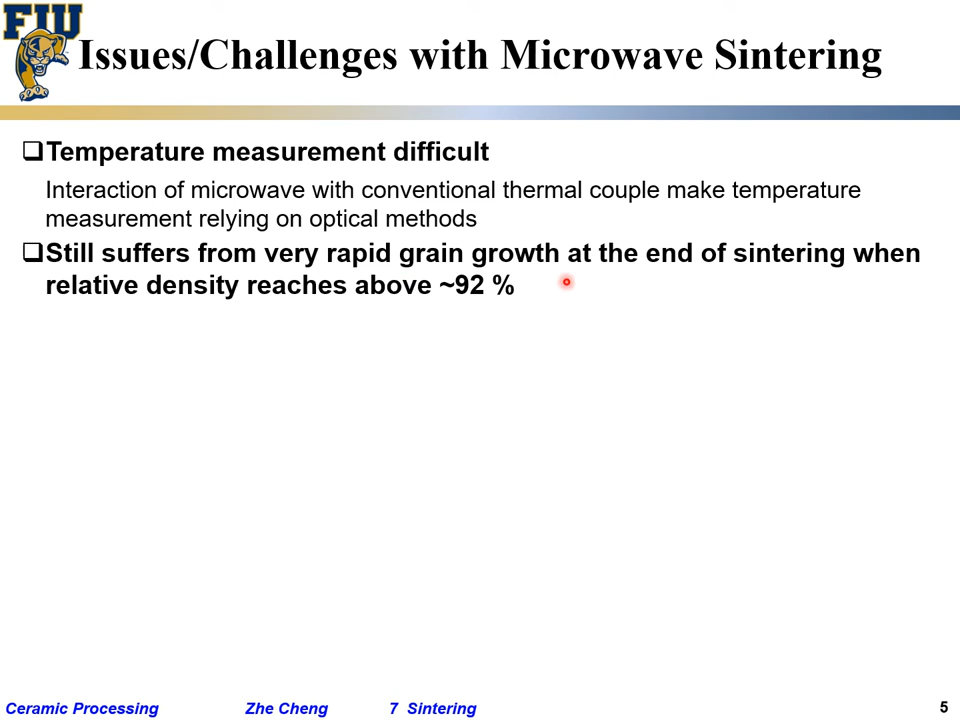 FIU
Issues/Challenges with Microwave Sintering
Temperature measurement difficult
Interaction of microwave with conventional thermal couple make temperature
measurement relying on optical methods
Still suffers from very rapid grain growth at the end of sintering when
relative density reaches above ~92 %
Ceramic Processing Zhe Cheng 7 Sintering 5